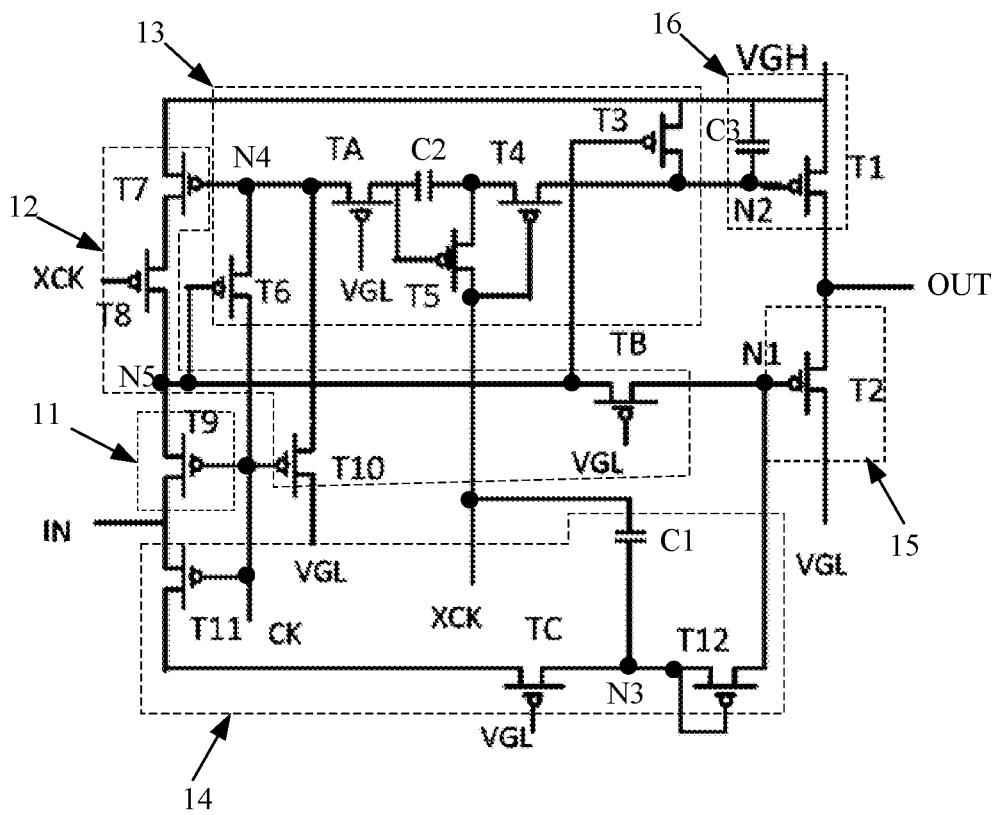 13
16
VGH
T3
C3
TA
C2
T4
N4
T7
T1
N2
12
XCK
T8
T6
VGL
T5
OUT
TB
N1
N5
T2
11
T9
T10
VGL
IN
C1
15
VGL
VGL
XCK
T11
CK
TC
T12
N3
VGL
14